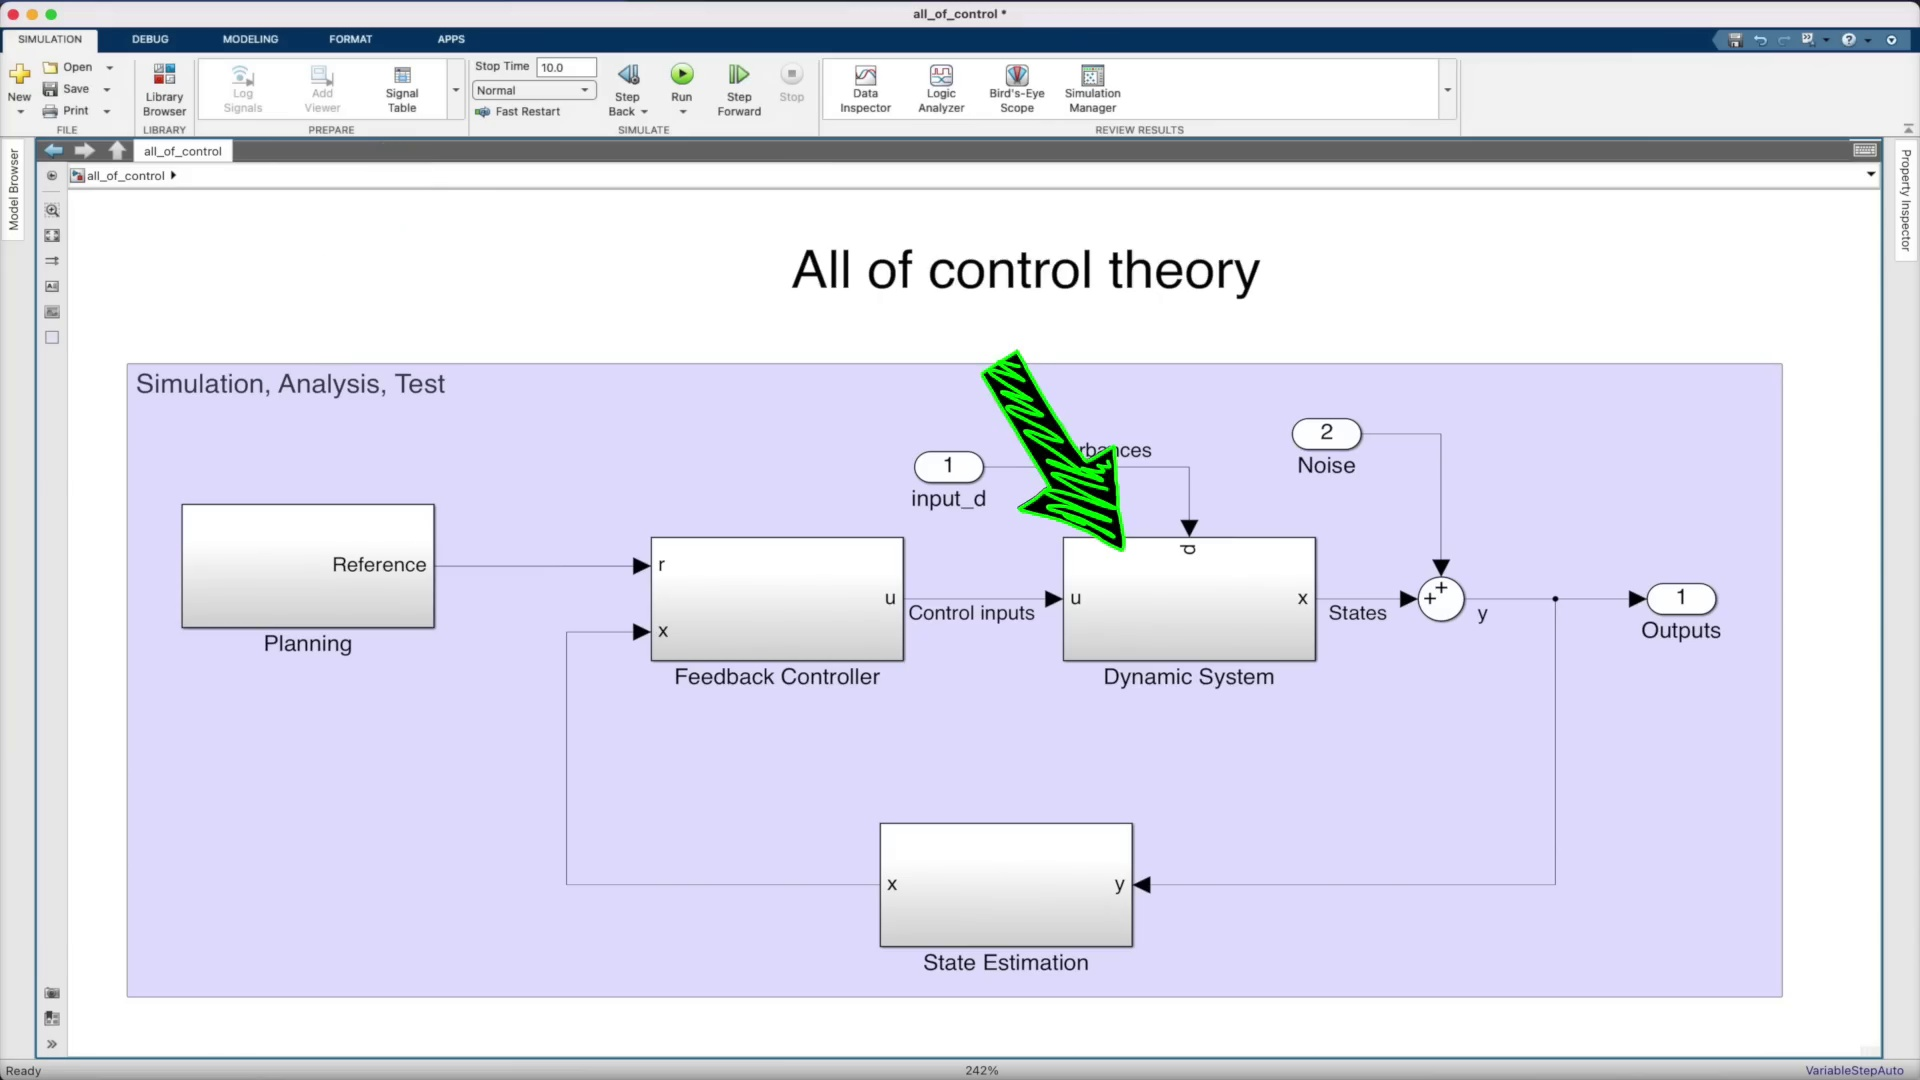 all_of_control *
SIMULATION DEBUG MODELING FORMAT APPS
New
Open
Save
Print
FILE
Library Browser
LIBRARY
Log Signals
Add Viewer
Signal Table
PREPARE
Stop Time 10.0
Normal
Fast Restart
Step Back
Run
Step Forward
Stop
SIMULATE
Data Inspector
Logic Analyzer
Bird's-Eye Scope
Simulation Manager
REVIEW RESULTS
Model Browser
all_of_control
all_of_control
Property Inspector
All of control theory
Simulation, Analysis, Test
1
input_d
rbances
2
Noise
Reference
Planning
r
x
u
Feedback Controller
Control inputs
d
u
x
Dynamic System
States
+
+
y
1
Outputs
x
y
State Estimation
Ready
242%
VariableStepAuto